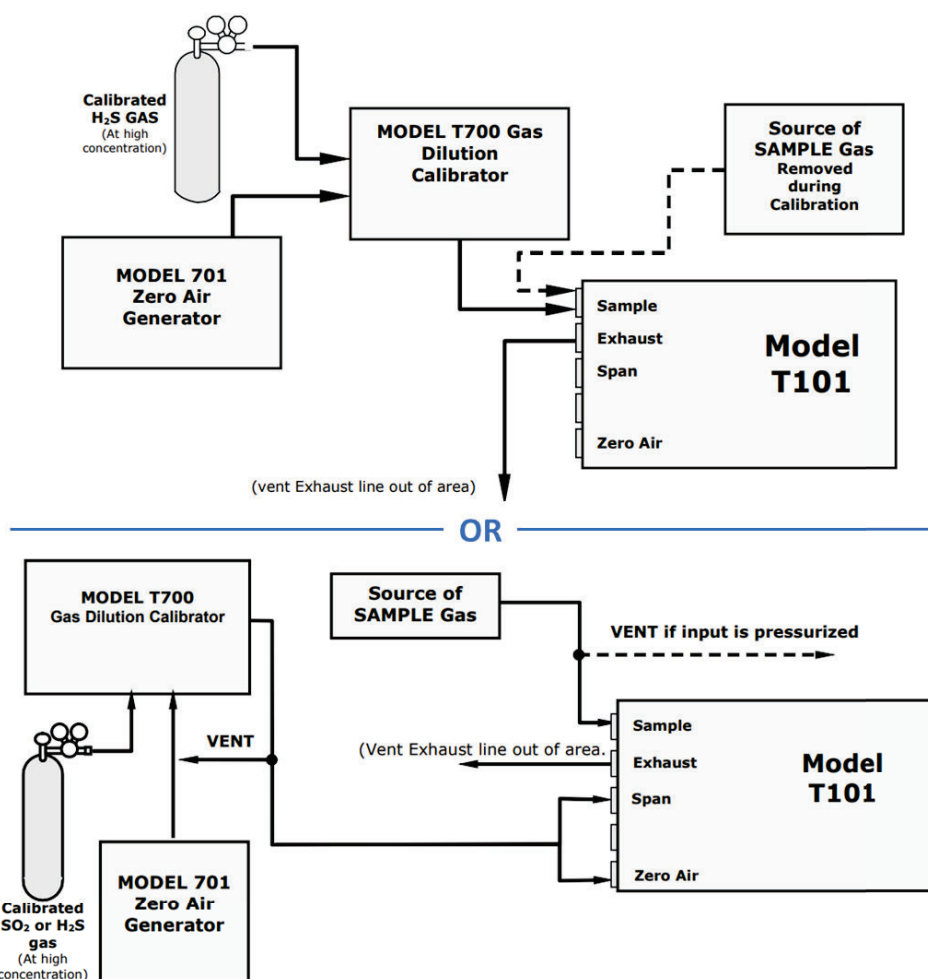 Calibrated
H₂S GAS
(At high
concentration)
MODEL T700 Gas
Dilution
Calibrator
Source of
SAMPLE Gas
Removed
during
Calibration
MODEL 701
Zero Air
Generator
Sample
Exhaust
Span
Zero Air
Model
T101
(vent Exhaust line out of area)
OR
MODEL T700
Gas Dilution Calibrator
Source of
SAMPLE Gas
VENT if input is pressurized
VENT
(Vent Exhaust line out of area.
Sample
Exhaust
Span
Zero Air
Model
T101
Calibrated
SO₂ or H₂S
gas
(At high
concentration)
MODEL 701
Zero Air
Generator